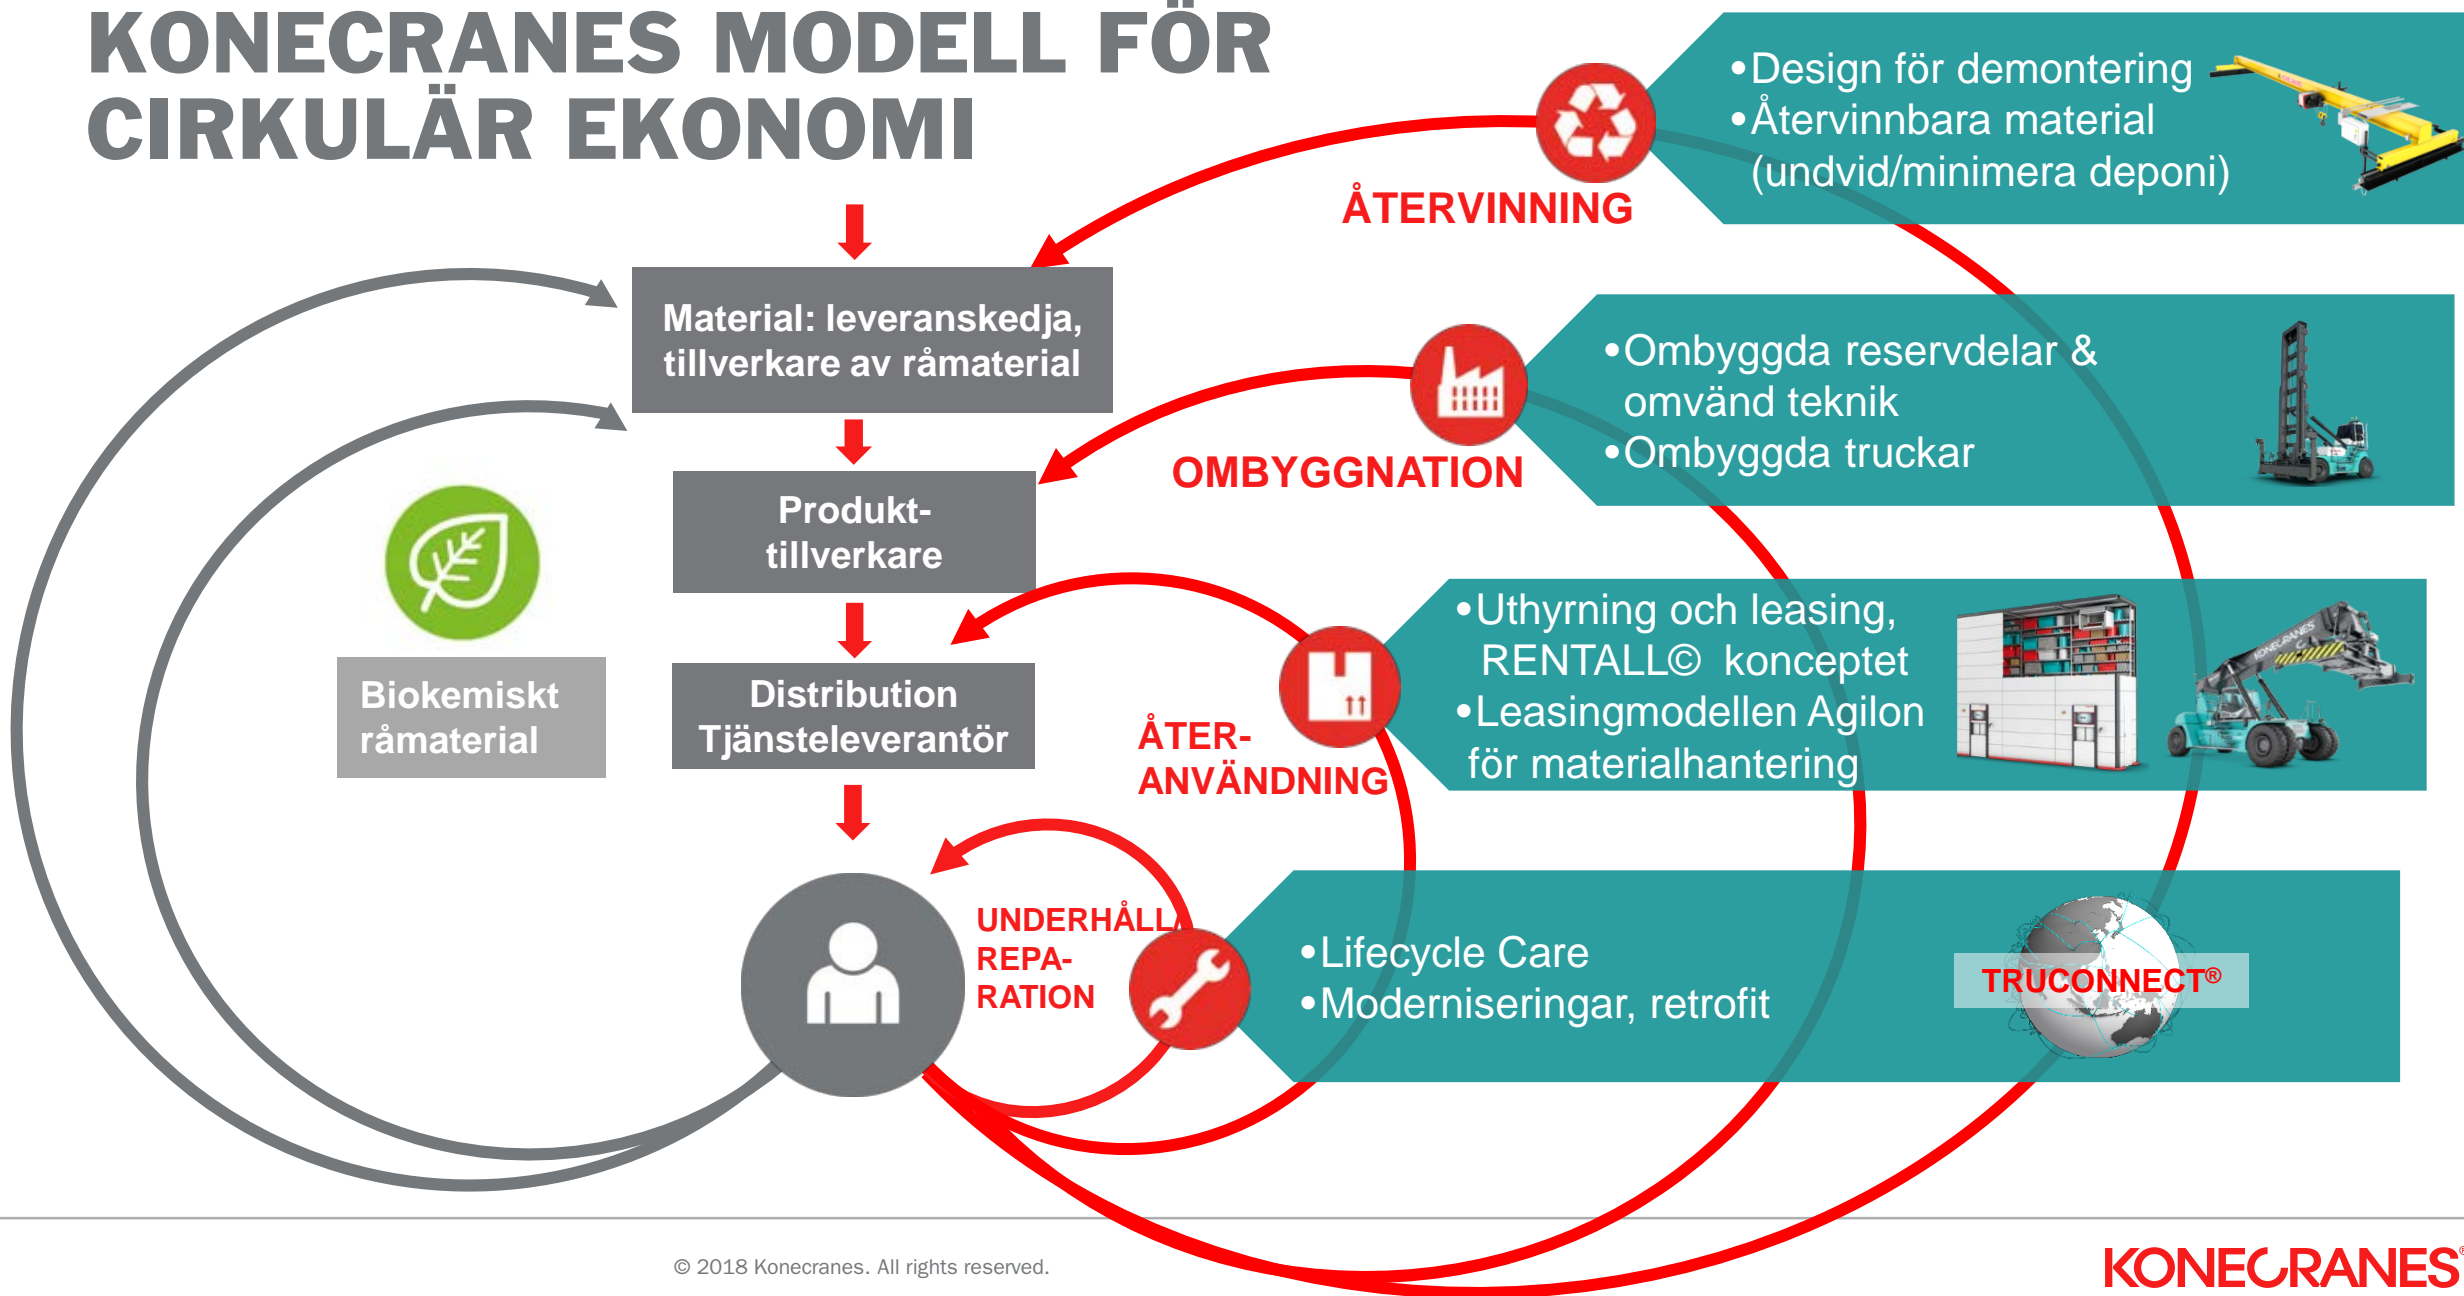 KONECRANES MODELL FÖR
CIRKULÄR EKONOMI
•Design för demontering
•Återvinnbara material
(undvid/minimera deponi)
ÅTERVINNING
Material: leveranskedja,
tillverkare av råmaterial
•Ombyggda reservdelar &
omvänd teknik
•Ombyggda truckar
OMBYGGNATION
Produkt-
tillverkare
•Uthyrning och leasing,
RENTALL© konceptet
•Leasingmodellen Agilon
för materialhantering
KONECRANES
Biokemiskt
råmaterial
Distribution
Tjänsteleverantör
ÅTER-
ANVÄNDNING
UNDERHÅLL/
REPA-
RATION
•Lifecycle Care
•Moderniseringar, retrofit
TRUCONNECT®
© 2018 Konecranes. All rights reserved.
KONECRANES®